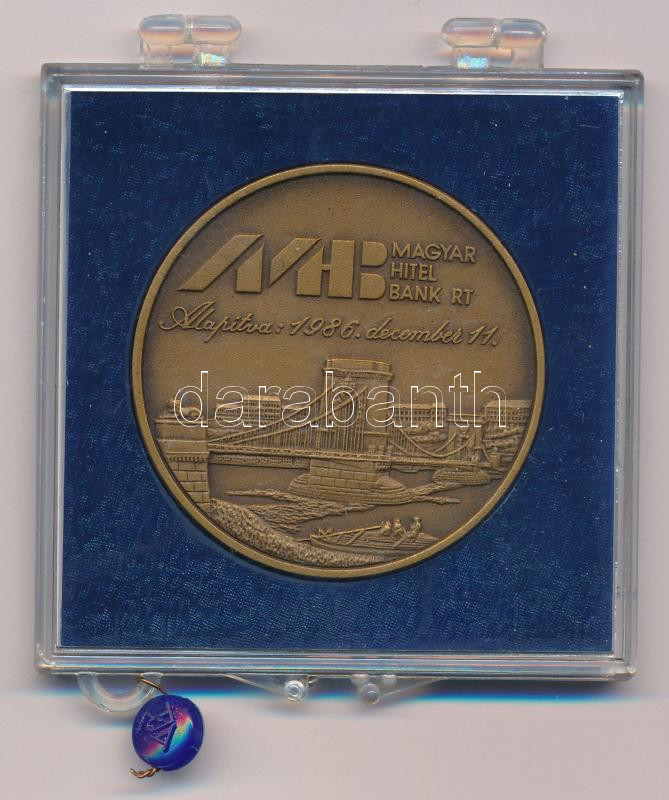 MHB MAGYAR
HITEL
BANK RT
Alapítva: 1986. december 11.
darabanth